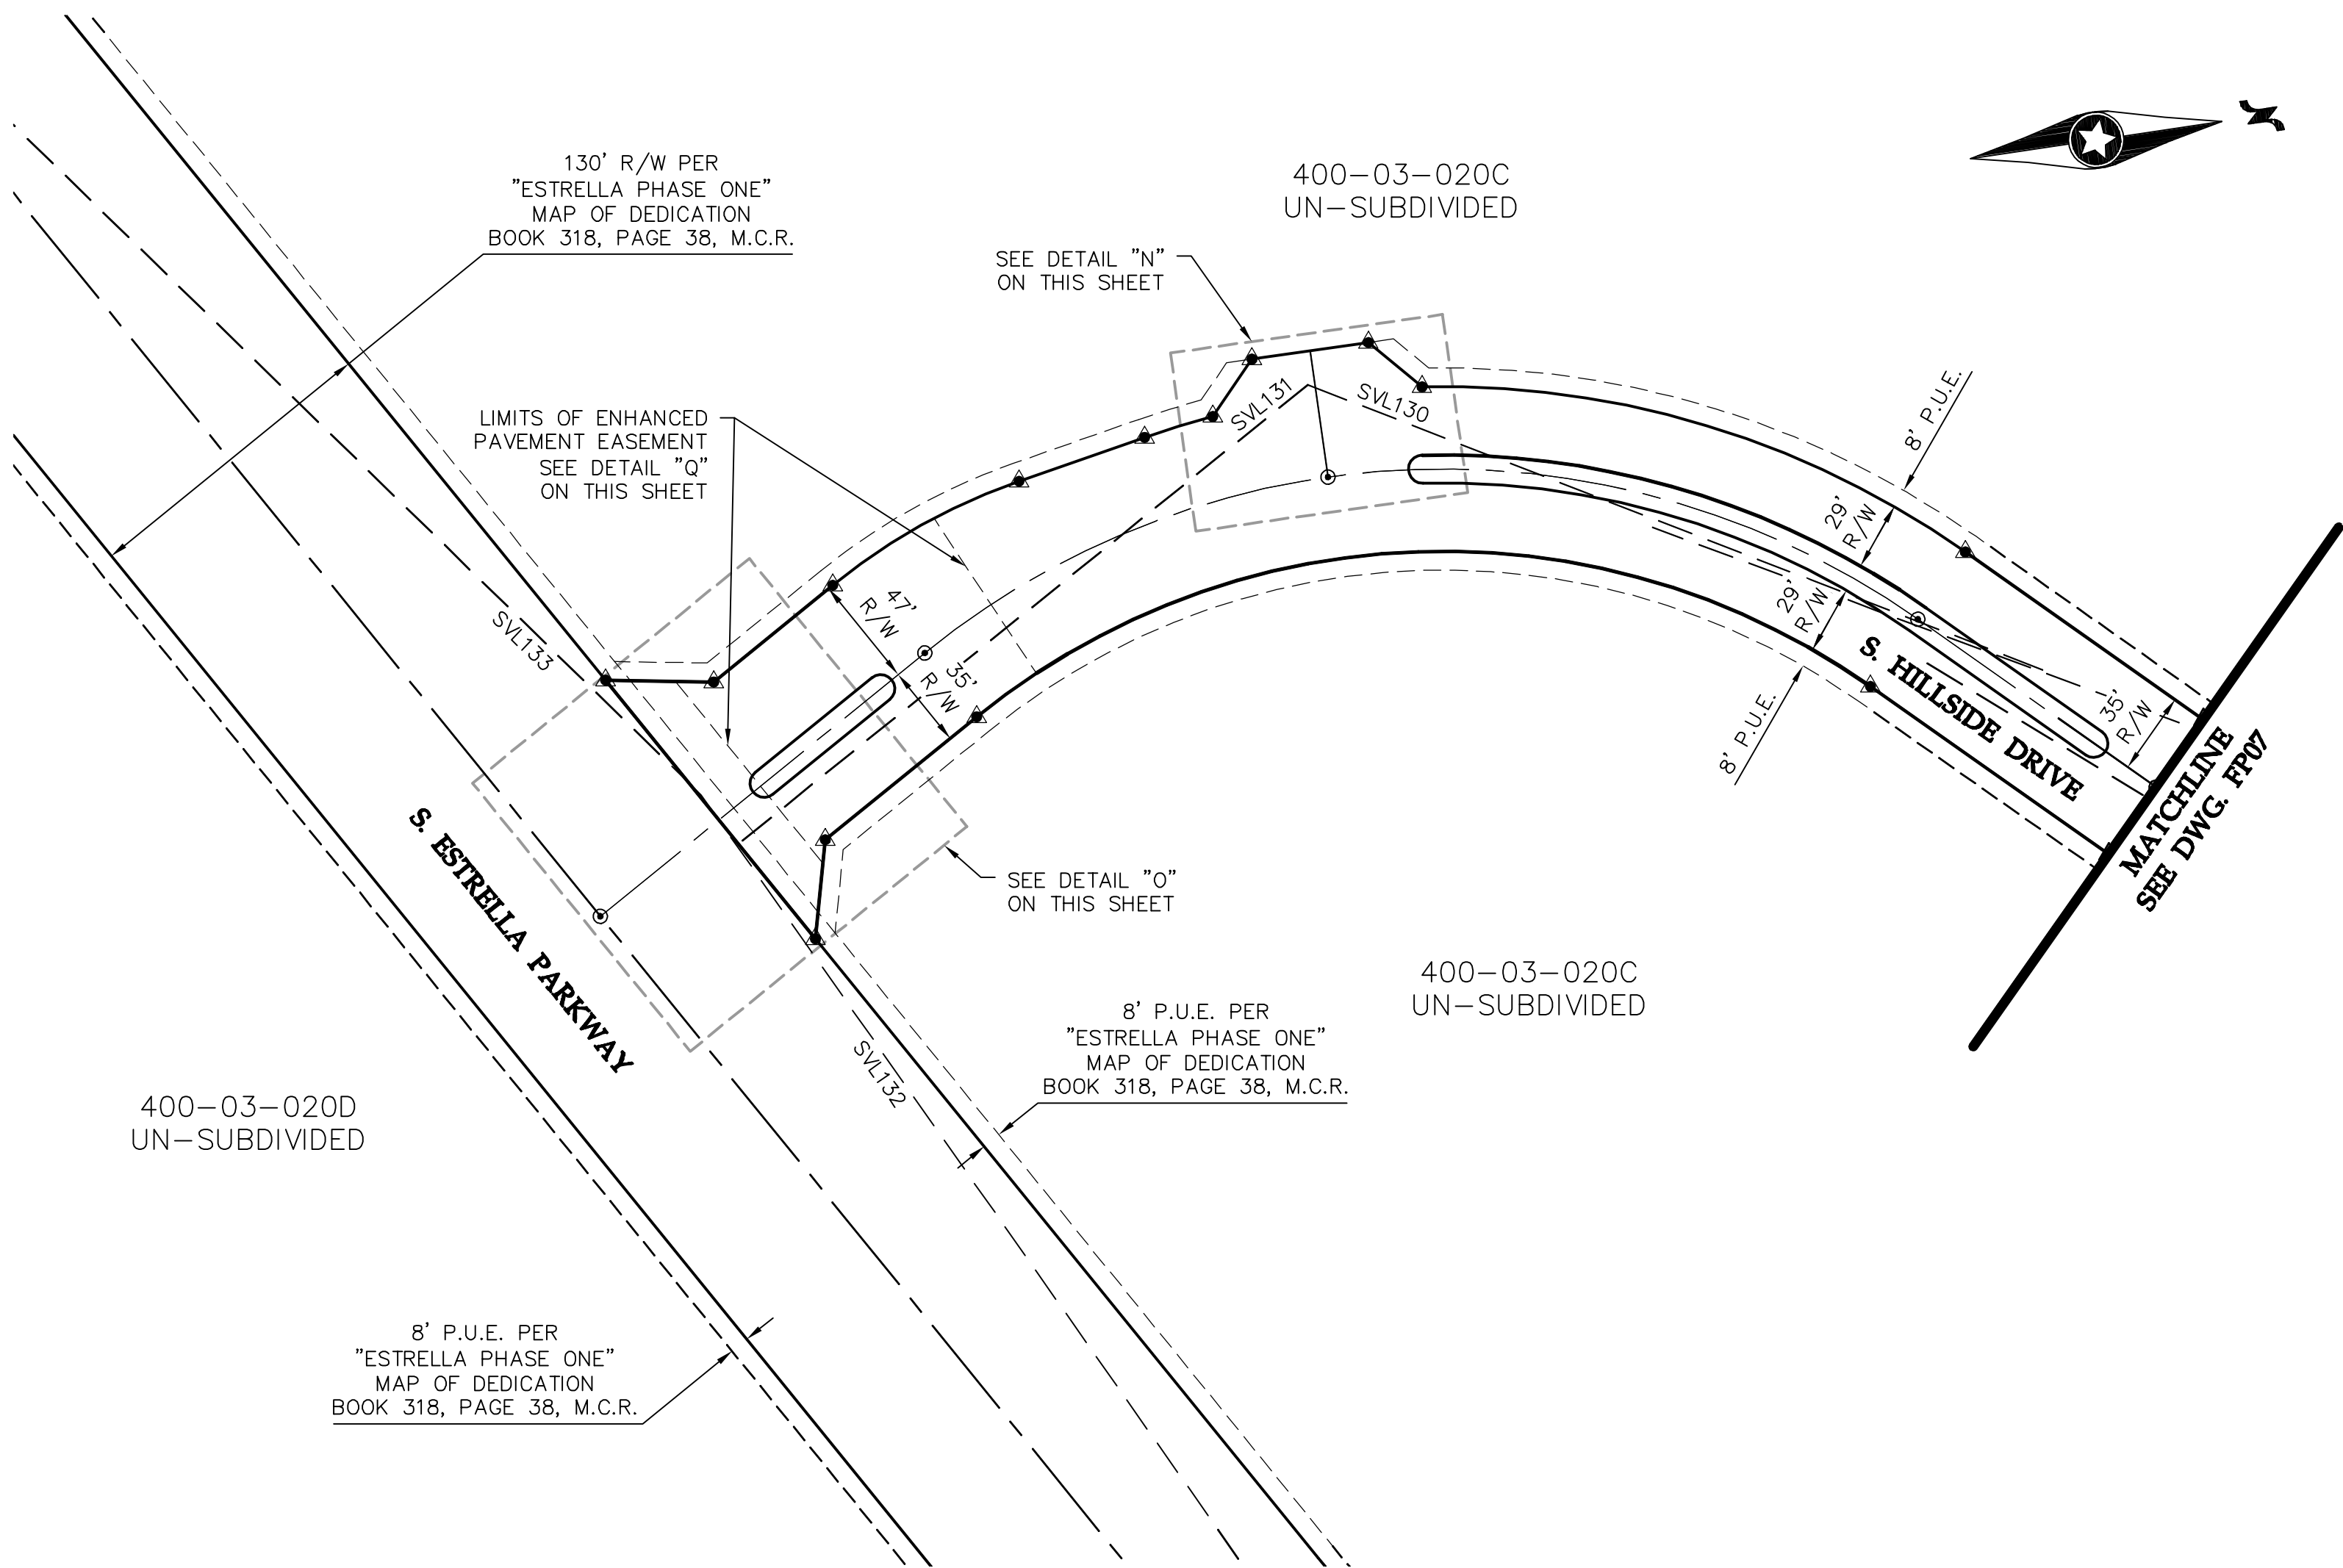 130' R/W PER
"ESTRELLA PHASE ONE"
MAP OF DEDICATION
BOOK 318, PAGE 38, M.C.R.
400-03-020C
UN-SUBDIVIDED
N
SEE DETAIL "N"
ON THIS SHEET
LIMITS OF ENHANCED
PAVEMENT EASEMENT
SEE DETAIL "Q"
ON THIS SHEET
SVL131
SVL130
8' P.U.E.
29'
R/W
29'
R/W
47'
R/W
35'
R/W
SVL133
S. HILLSIDE DRIVE
35'
R/W
8' P.U.E.
MATCHLINE
SEE DWG. FP07
S. ESTRELLA PARKWAY
SEE DETAIL "O"
ON THIS SHEET
400-03-020C
UN-SUBDIVIDED
8' P.U.E. PER
"ESTRELLA PHASE ONE"
MAP OF DEDICATION
BOOK 318, PAGE 38, M.C.R.
SVL132
400-03-020D
UN-SUBDIVIDED
8' P.U.E. PER
"ESTRELLA PHASE ONE"
MAP OF DEDICATION
BOOK 318, PAGE 38, M.C.R.